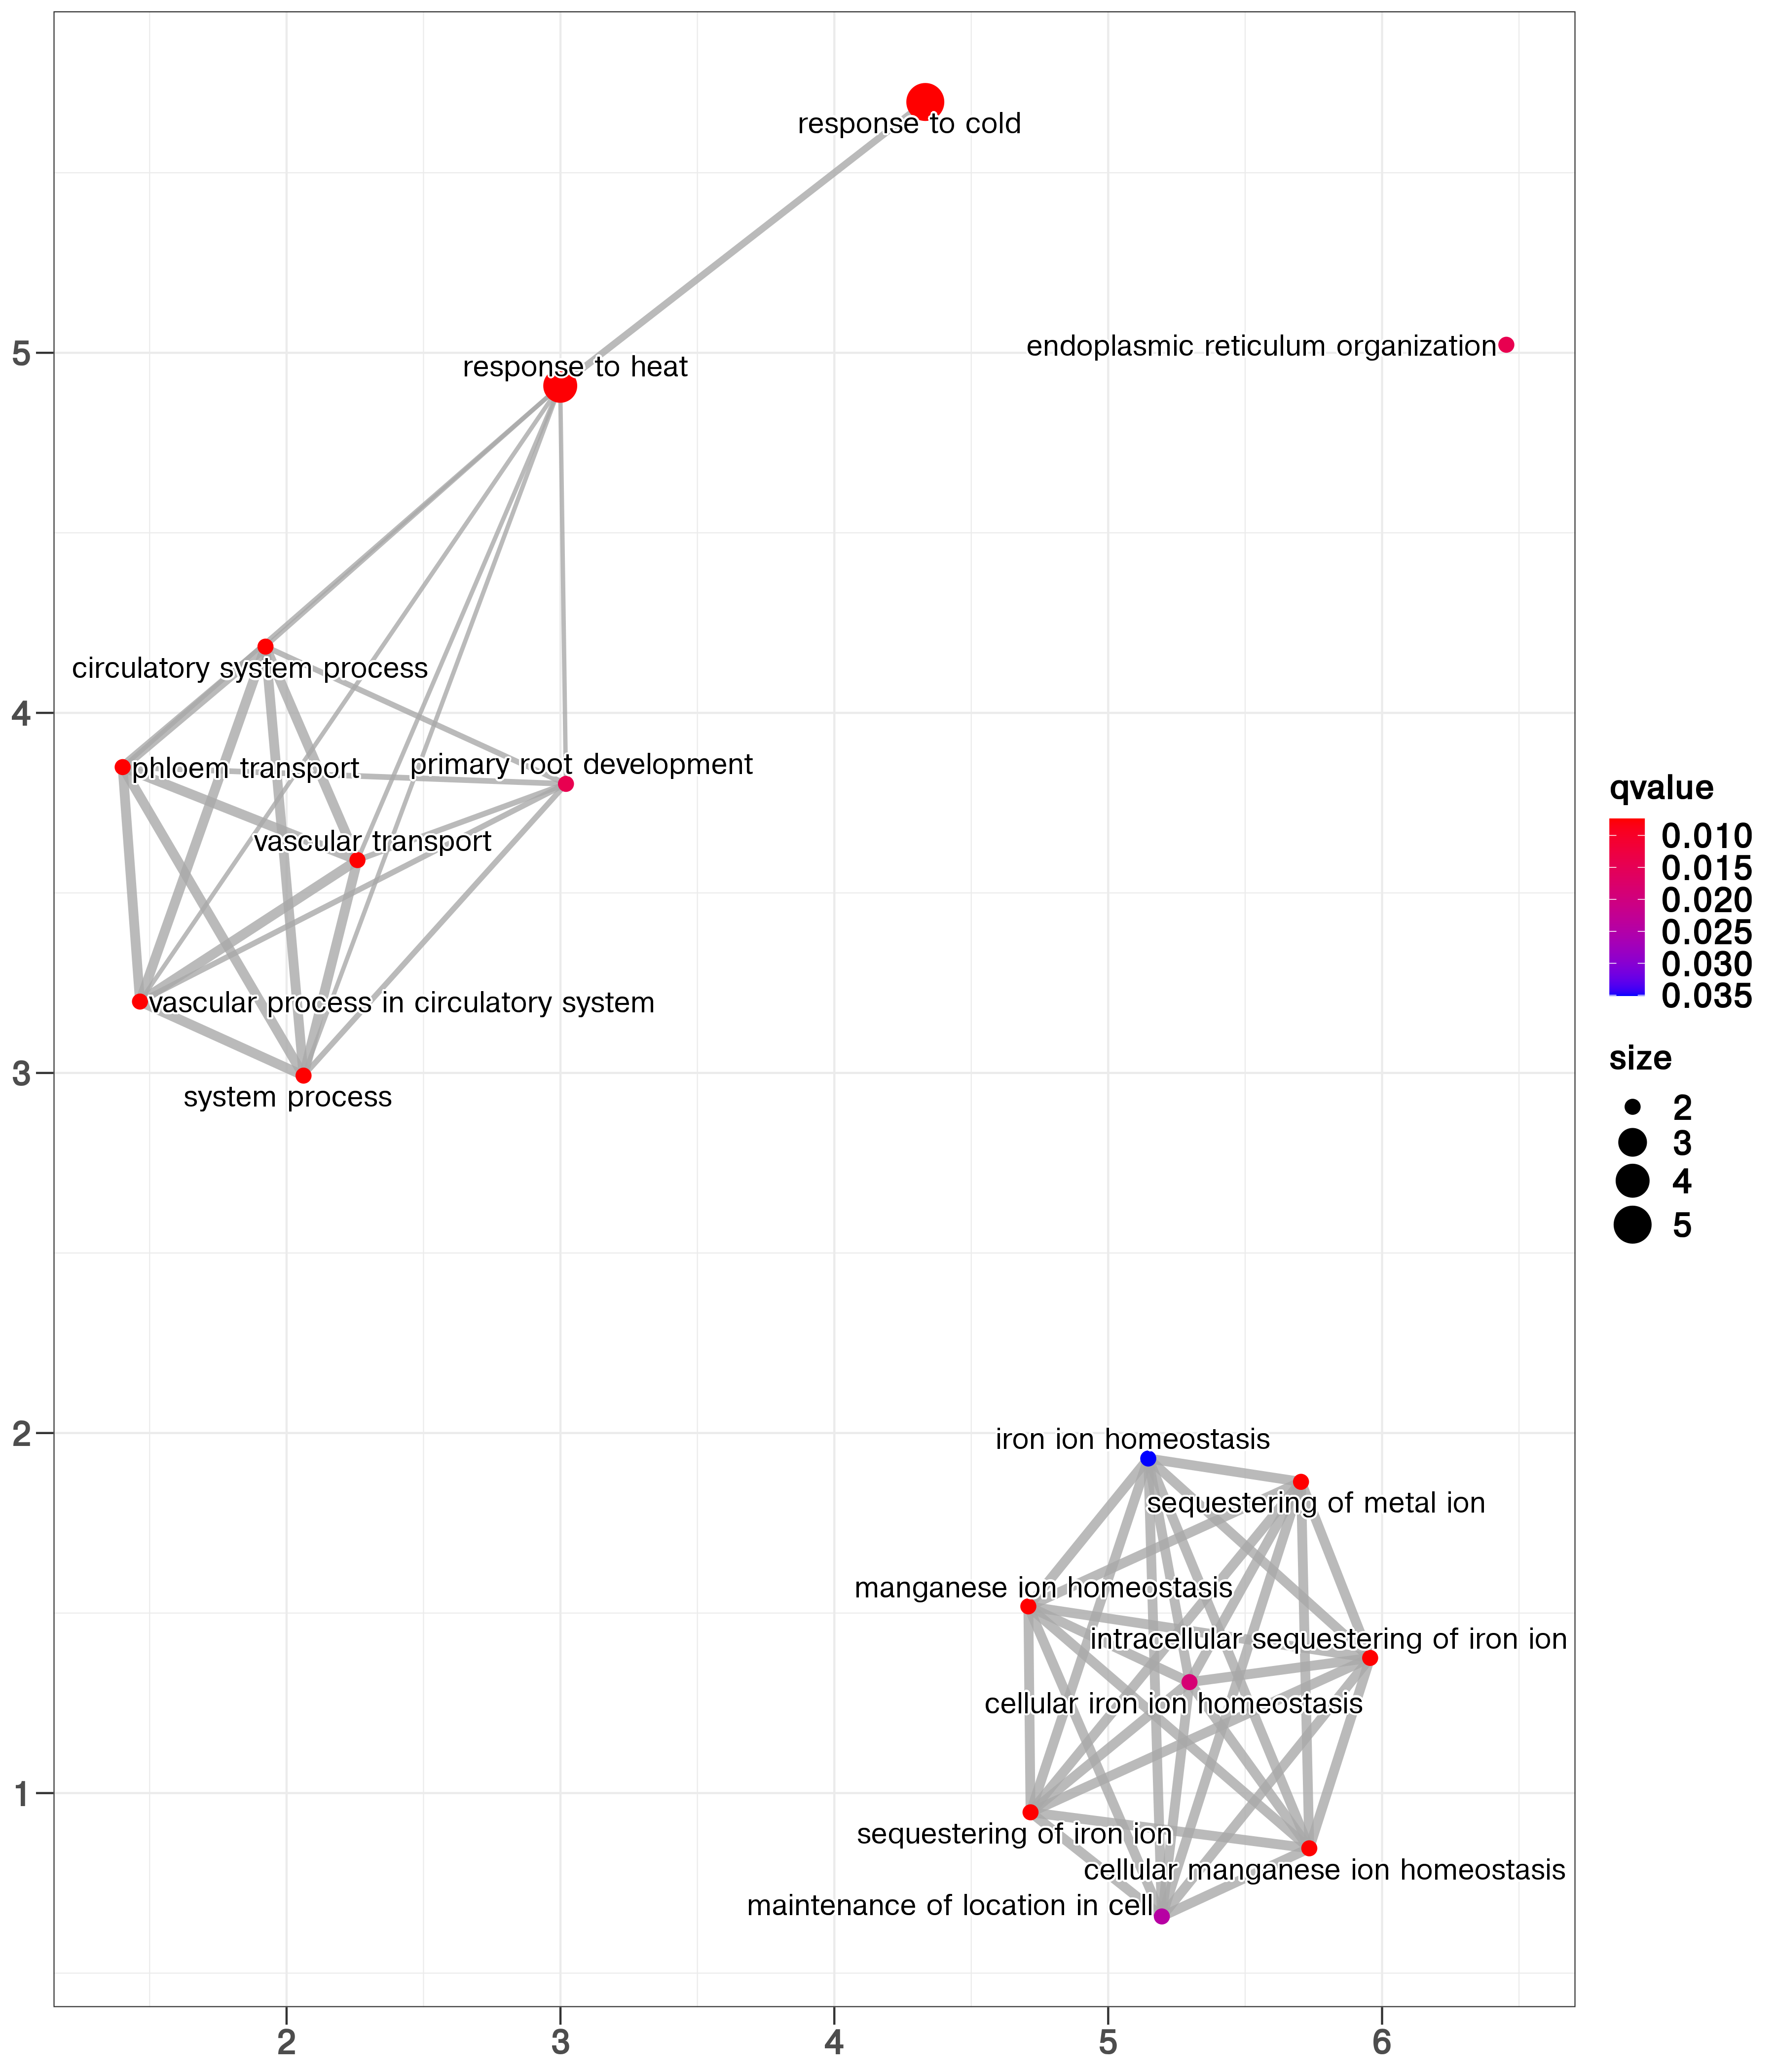 response to cold
endoplasmic reticulum organization
5
response to heat
circulatory system process
4
phloem transport
primary root development
vascular transport
vascular process in circulatory system
3
system process
2
iron ion homeostasis
sequestering of metal ion
manganese ion homeostasis
intracellular sequestering of iron ion
cellular iron ion homeostasis
1
sequestering of iron ion
cellular manganese ion homeostasis
maintenance of location in cell
2 3 4 5 6
qvalue
0.010
0.015
0.020
0.025
0.030
0.035
size
2
3
4
5